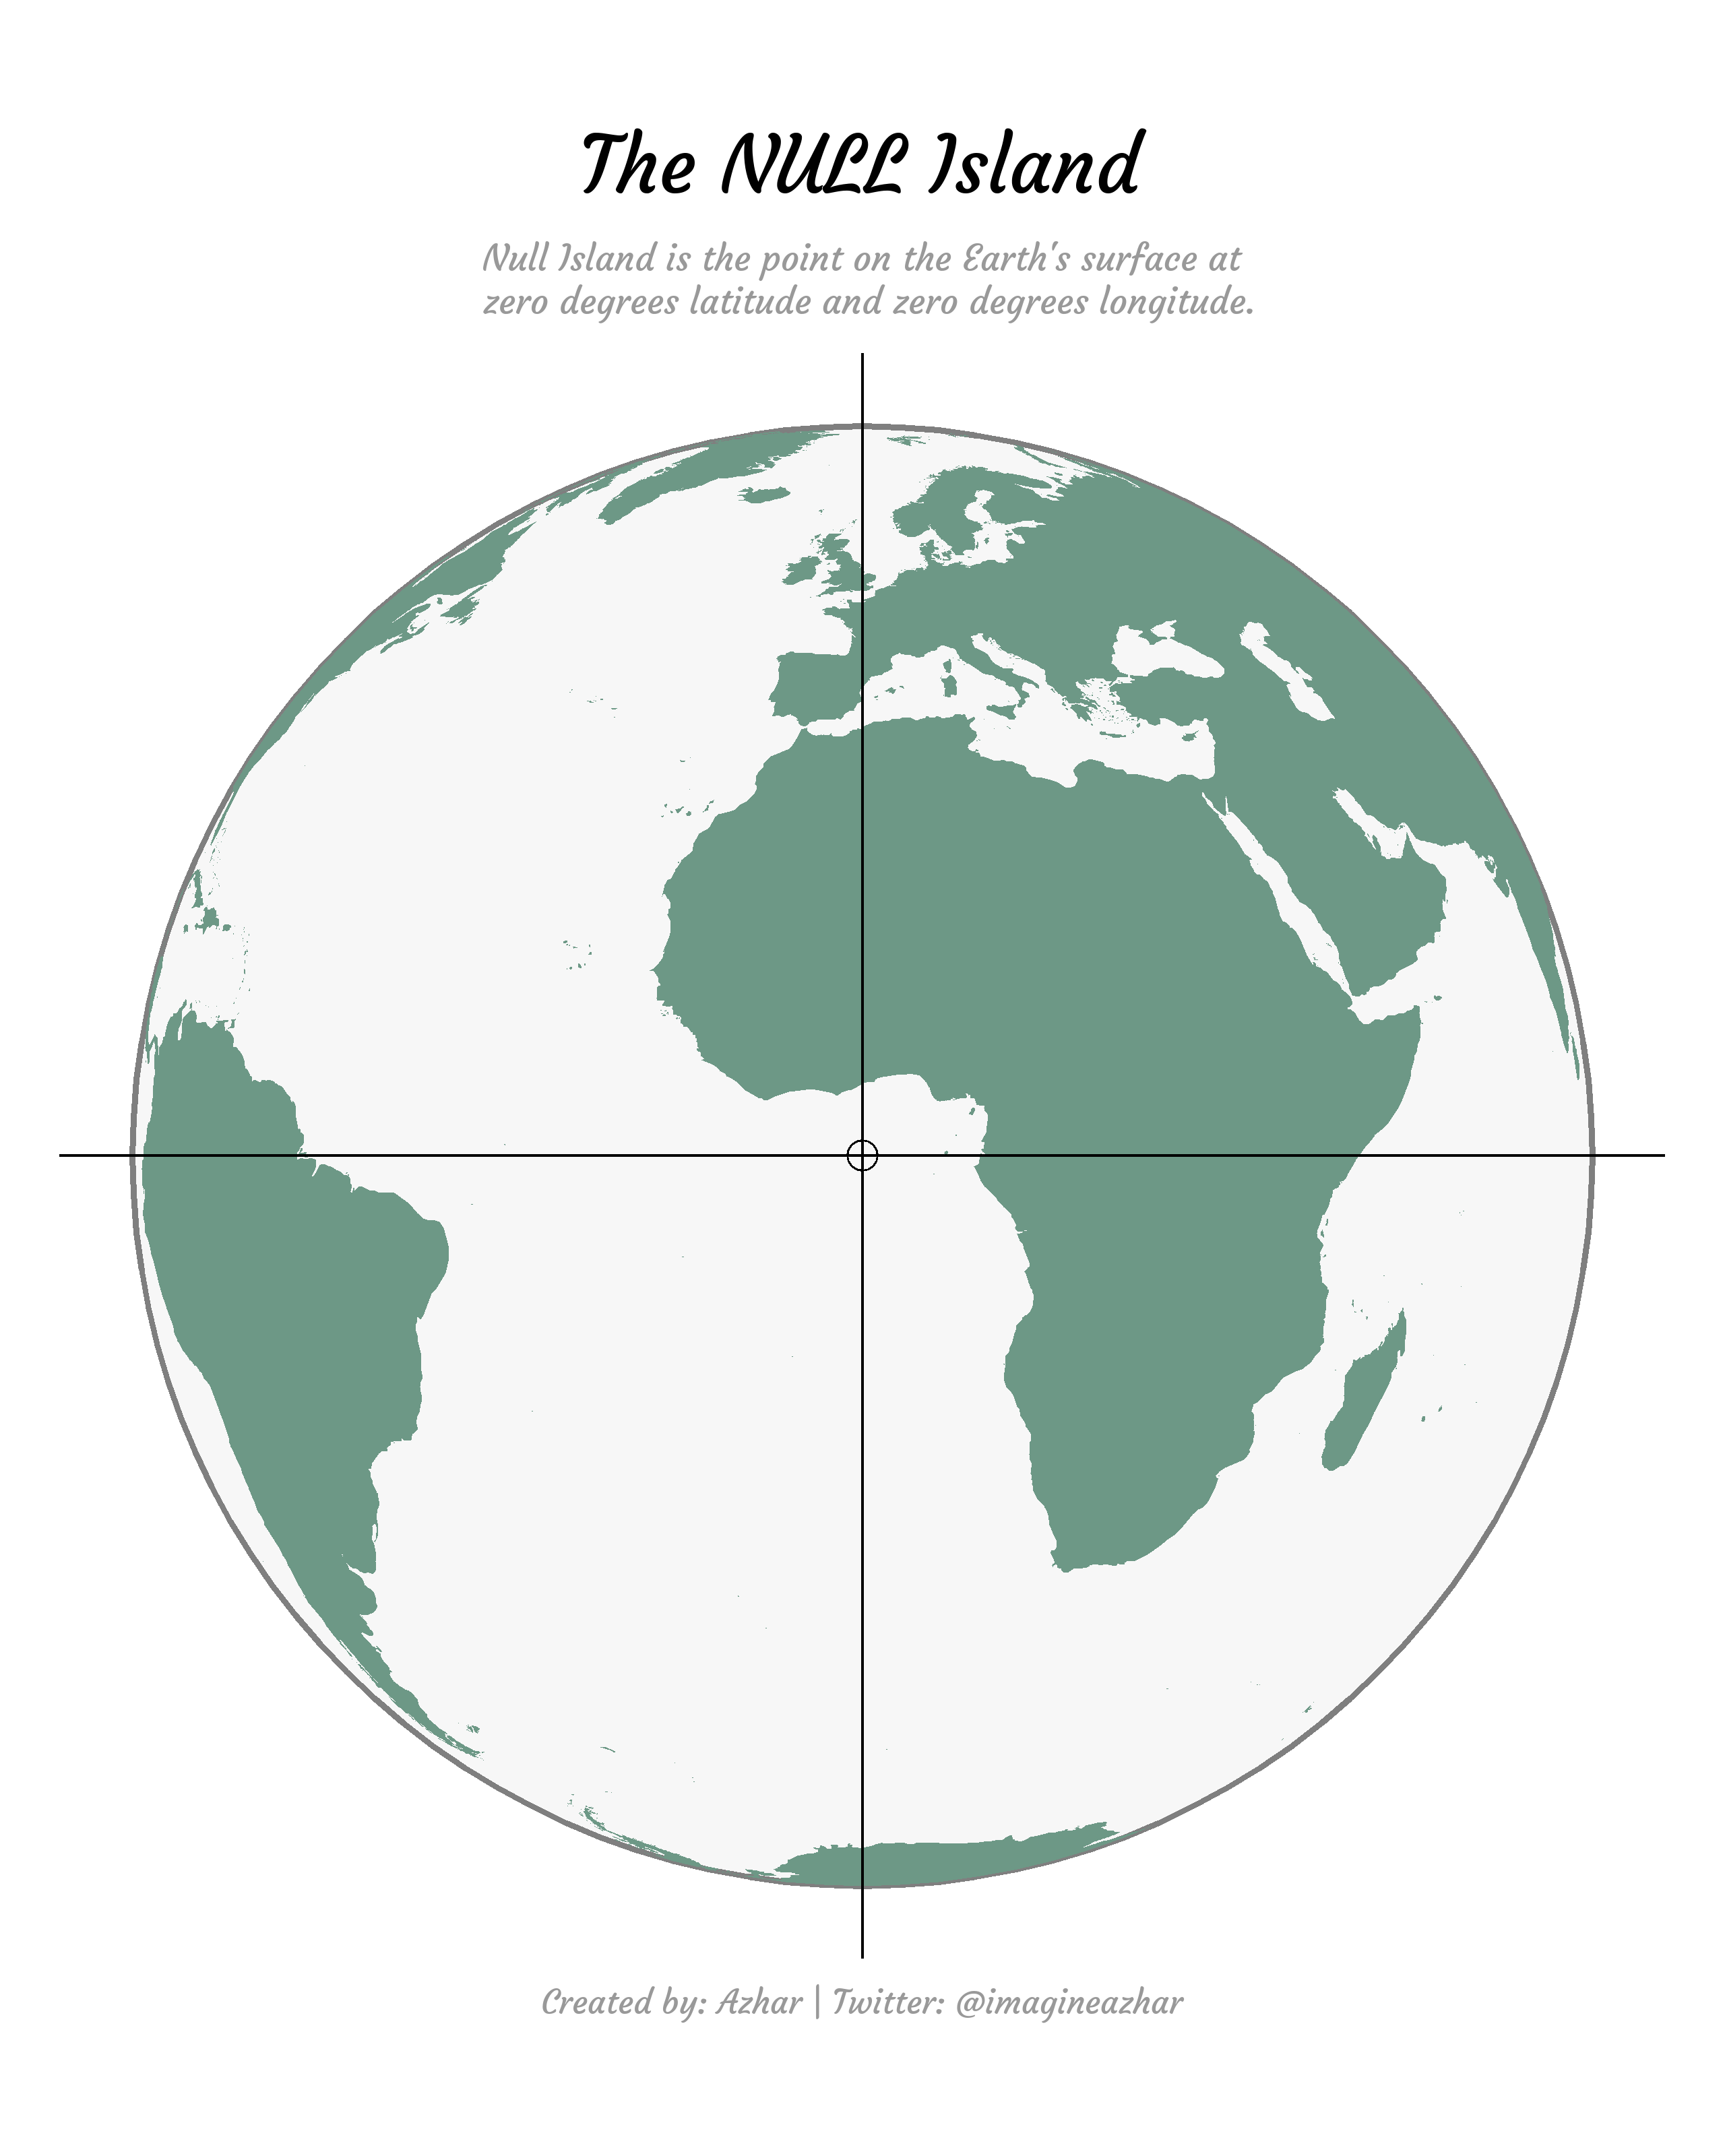 The NULL Island
Null Island is the point on the Earth's surface at
zero degrees latitude and zero degrees longitude.
Created by: Azhar | Twitter: @imagineazhar